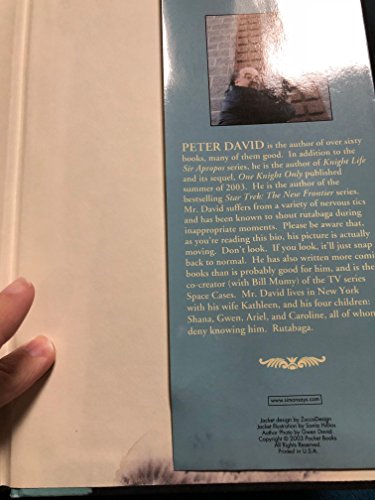 PETER DAVID is the author of over sixty
books, many of them good. In addition to the
Sir Apropos series, he is the author of Knight Life
and its sequel, One Knight Only published
summer of 2003. He is the author of the
bestselling Star Trek: The New Frontier series.
Mr. David suffers from a variety of nervous tics
and has been known to shout rutabaga during
inappropriate moments. Please be aware that,
as you're reading this bio, his picture is actually
moving. Don't look. If you look, it'll just snap
back to normal. He has also written more comi
books than is probably good for him, and is the
co-creator (with Bill Mumy) of the TV series
Space Cases. Mr. David lives in New York
with his wife Kathleen, and his four children:
Shana, Gwen, Ariel, and Caroline, all of whom
deny knowing him. Rutabaga.
www.simonsays.com
Jacket design by ZuccaDesign
Jacket Illustration by
Author Photo by Gwen David
Copyright © 2003 Pocket Books
All Rights Reserved.
Printed in U.S.A.